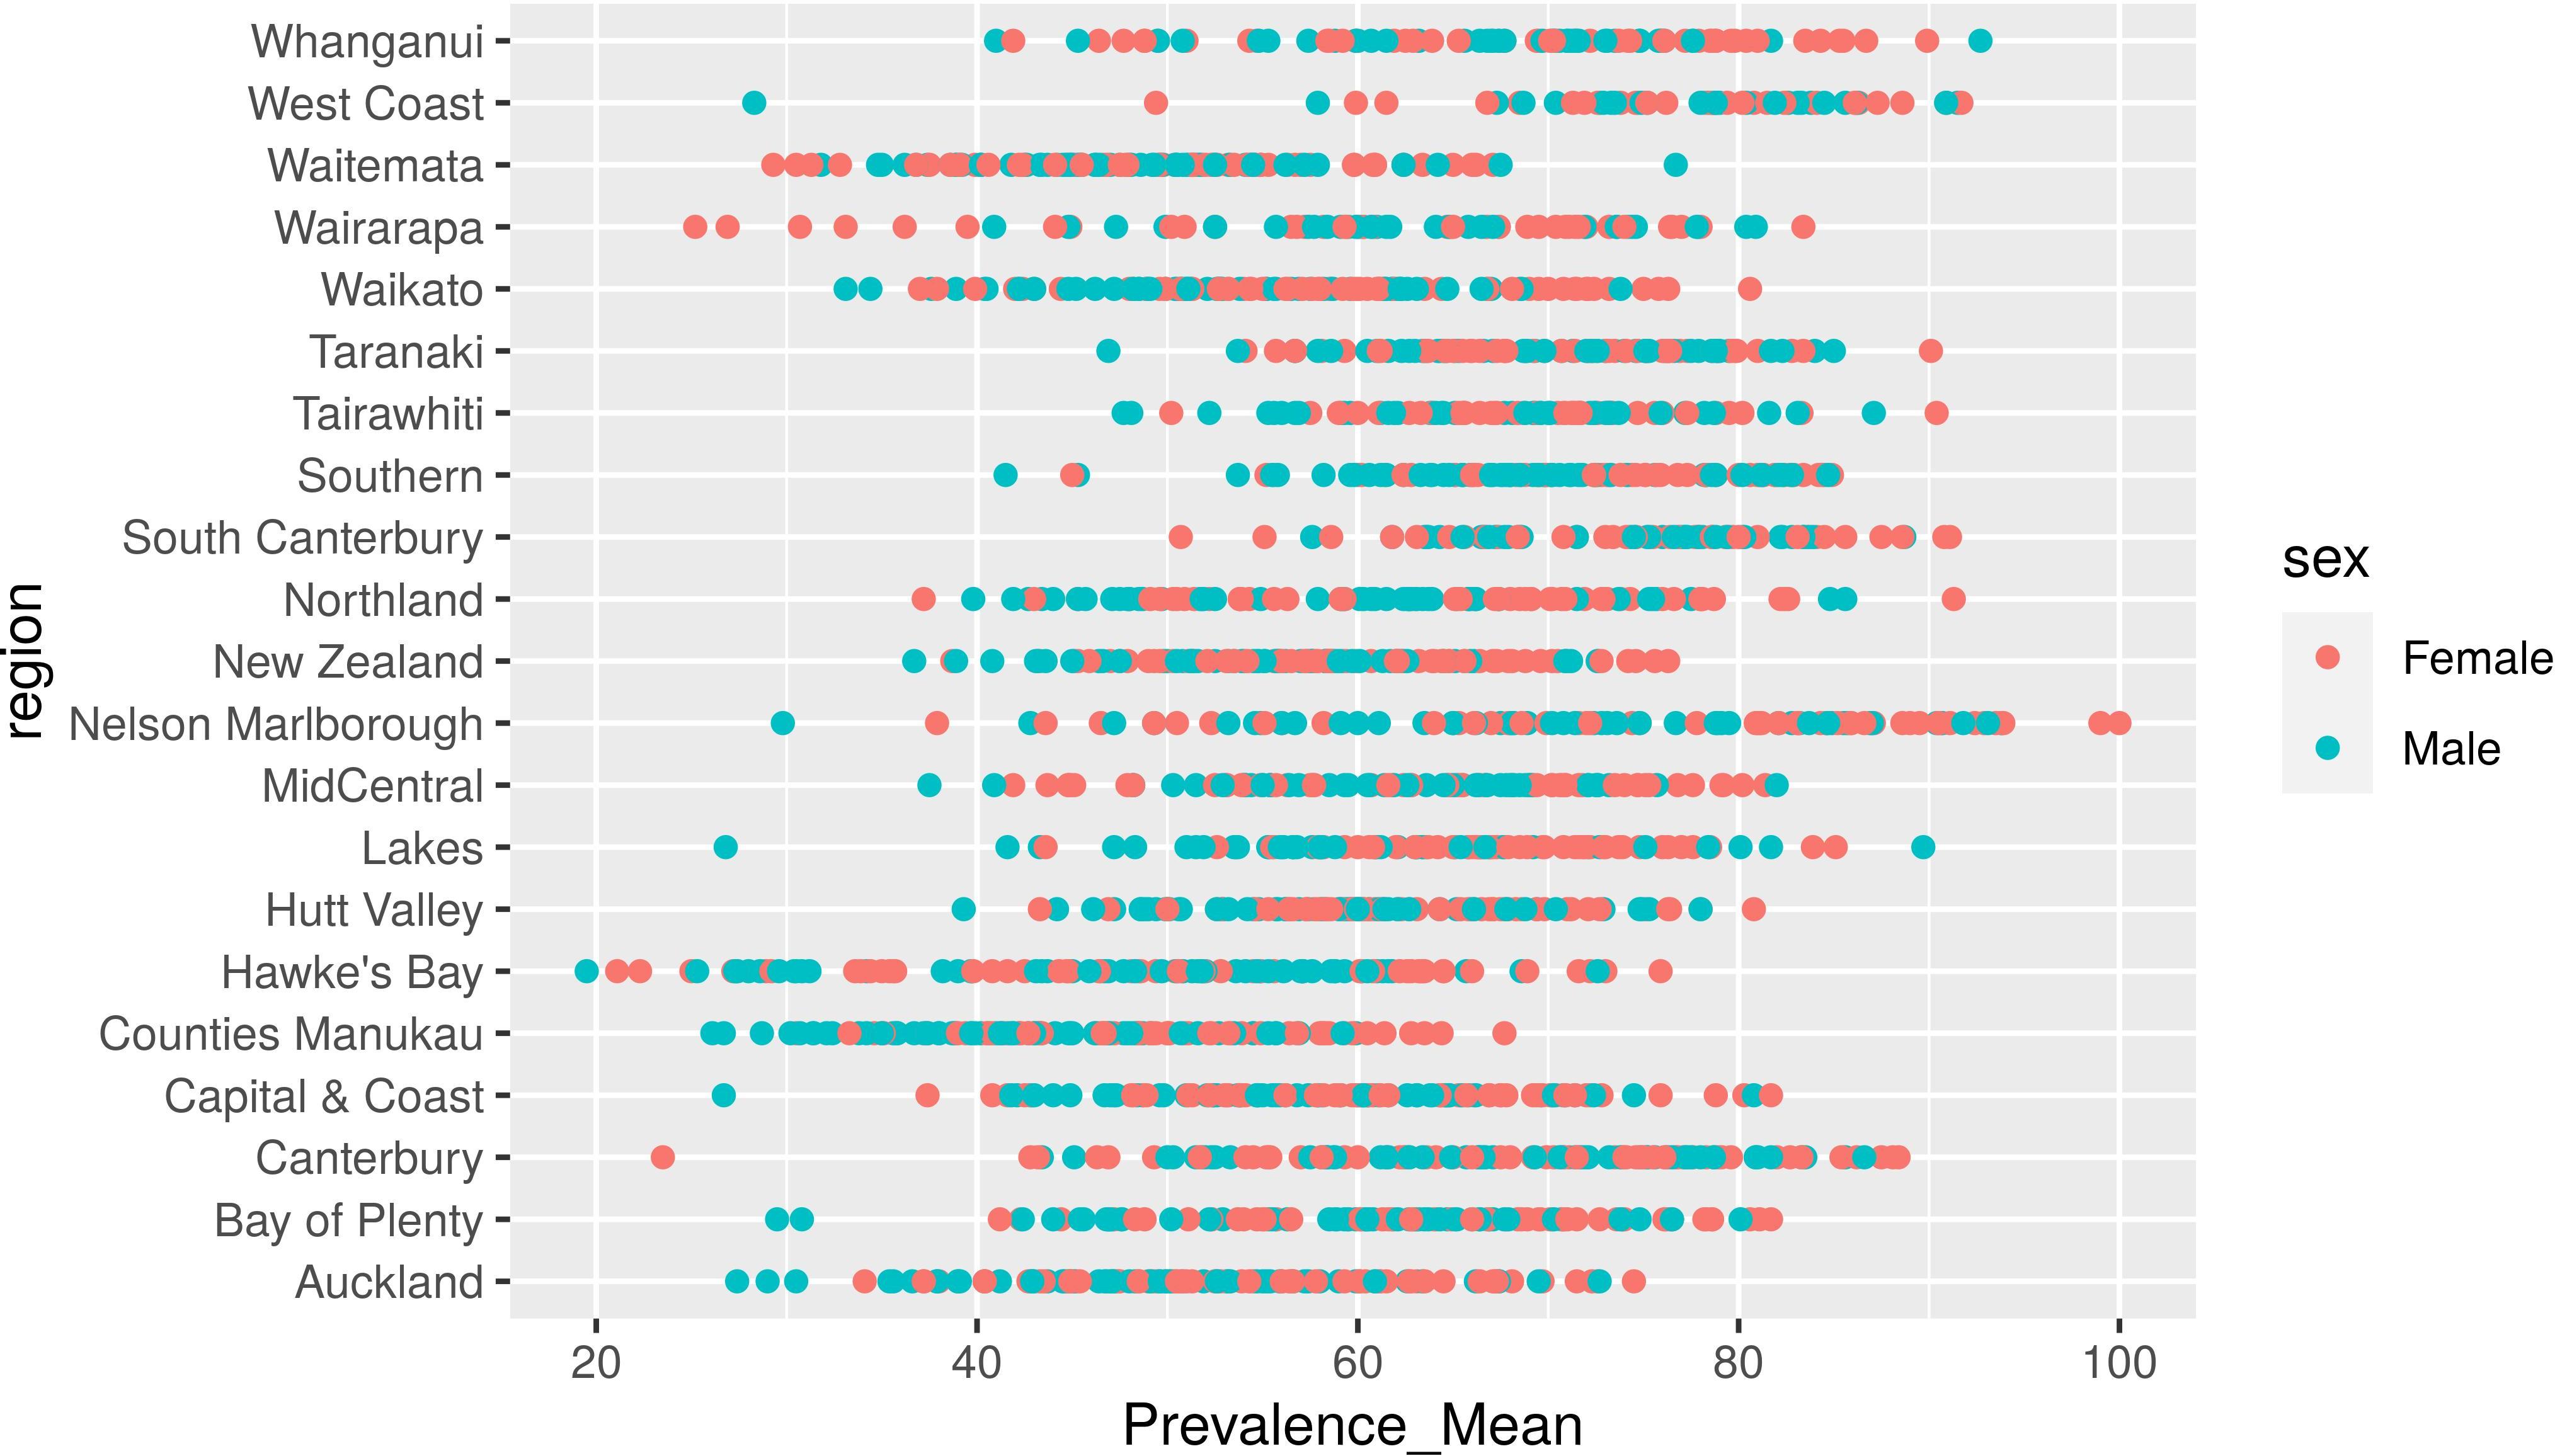 Whanganui
West Coast
Waitemata
Wairarapa
Waikato
Taranaki
Tairawhiti
Southern
South Canterbury
Northland
New Zealand
Nelson Marlborough
MidCentral
Lakes
Hutt Valley
Hawke's Bay
Counties Manukau
Capital & Coast
Canterbury
Bay of Plenty
Auckland
region
20 40 60 80 100
Prevalence_Mean
sex
Female
Male